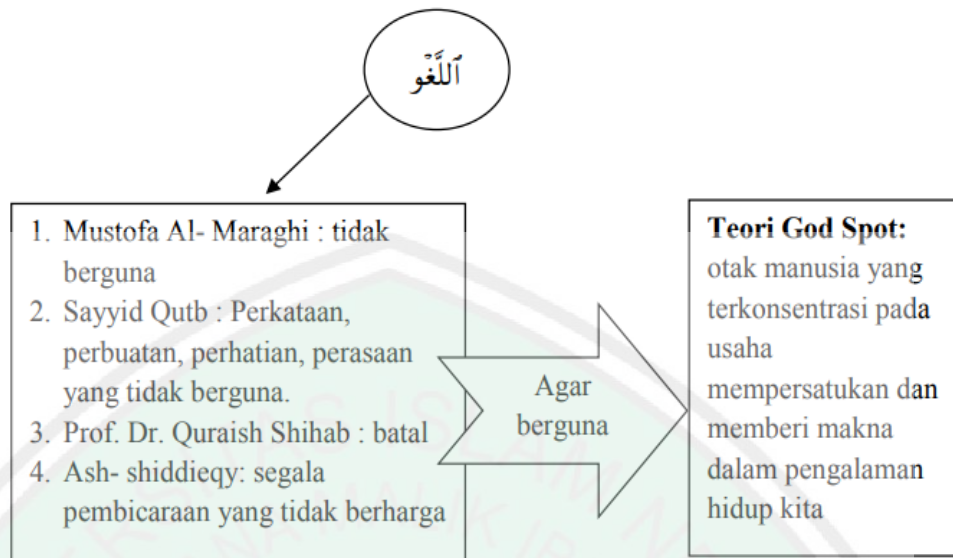 ٱللَّغْو
1. Mustofa Al- Maraghi : tidak
berguna
2. Sayyid Qutb : Perkataan,
perbuatan, perhatian, perasaan
yang tidak berguna.
3. Prof. Dr. Quraish Shihab : batal
4. Ash- shiddieqy: segala
pembicaraan yang tidak berharga
Agar
berguna
Teori God Spot:
otak manusia yang
terkonsentrasi pada
usaha
mempersatukan dan
memberi makna
dalam pengalaman
hidup kita